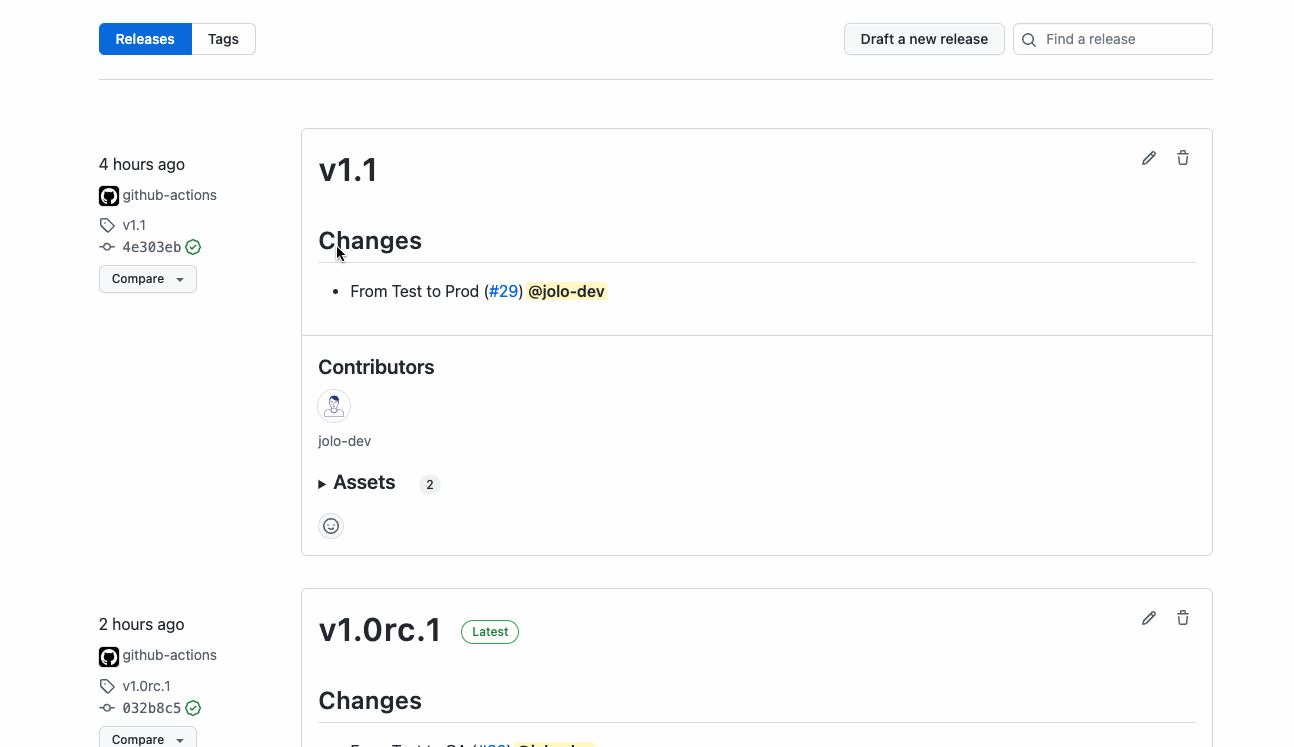 Releases
Tags
Draft a new release
Find a release
4 hours ago
github-actions
v1.1
4e303eb
Compare
v1.1
Changes
From Test to Prod (#29) @jolo-dev
Contributors
jolo-dev
Assets 2
2 hours ago
github-actions
v1.0rc.1
032b8c5
Compare
v1.0rc.1 Latest
Changes